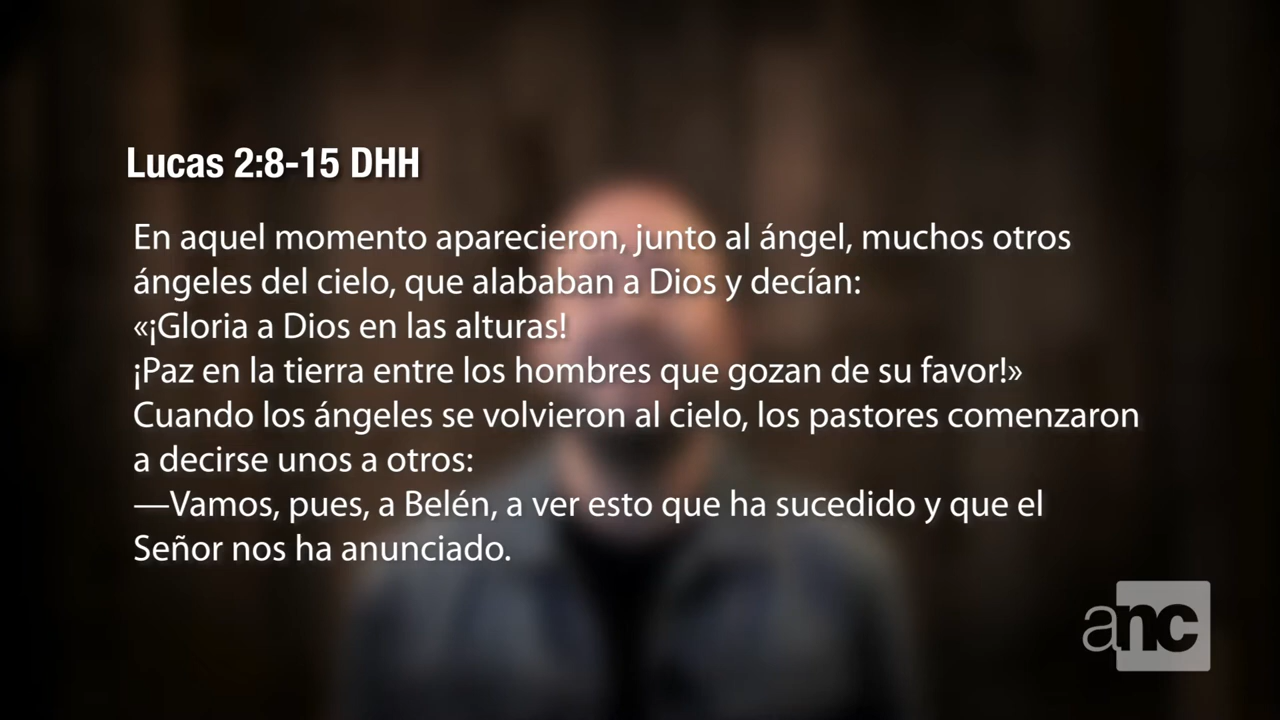 Lucas 2:8-15 DHH
En aquel momento aparecieron, junto al ángel, muchos otros
ángeles del cielo, que alababan a Dios y decían:
«¡Gloria a Dios en las alturas!
¡Paz en la tierra entre los hombres que gozan de su favor!»
Cuando los ángeles se volvieron al cielo, los pastores comenzaron
a decirse unos a otros:
—Vamos, pues, a Belén, a ver esto que ha sucedido y que el
Señor nos ha anunciado.
anc